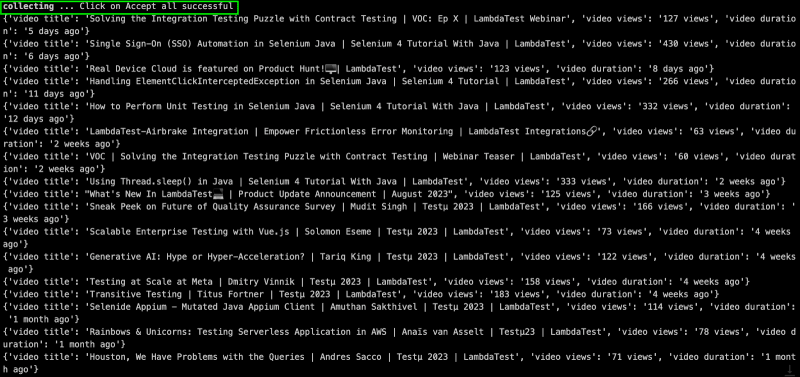 collecting ... Click on Accept all successful
{'video title': 'Solving the Integration Testing Puzzle with Contract Testing | VOC: Ep X | LambdaTest Webinar', 'video views': '127 views', 'video duratio
n': '5 days ago'}
{'video title': 'Single Sign-On (SSO) Automation in Selenium Java | Selenium 4 Tutorial With Java | LambdaTest', 'video views': '430 views', 'video duration':
'6 days ago'}
{'video title': 'Real Device Cloud is featured on Product Hunt!💻| LambdaTest', 'video views': '123 views', 'video duration': '8 days ago'}
{'video title': 'Handling ElementClickInterceptedException in Selenium Java | Selenium 4 Tutorial | LambdaTest', 'video views': '266 views', 'video duration':
'11 days ago'}
{'video title': 'How to Perform Unit Testing in Selenium Java | Selenium 4 Tutorial With Java | LambdaTest', 'video views': '332 views', 'video duration':
'12 days ago'}
{'video title': 'LambdaTest-Airbrake Integration | Empower Frictionless Error Monitoring | LambdaTest Integrations🔗', 'video views': '63 views', 'video du
ration': '2 weeks ago'}
{'video title': 'VOC | Solving the Integration Testing Puzzle with Contract Testing | Webinar Teaser | LambdaTest', 'video views': '60 views', 'video durat
ion': '2 weeks ago'}
{'video title': 'Using Thread.sleep() in Java | Selenium 4 Tutorial With Java | LambdaTest', 'video views': '333 views', 'video duration': '2 weeks ago'}
{'video title': "What's New In LambdaTest💻 | Product Update Announcement | August 2023", 'video views': '125 views', 'video duration': '3 weeks ago'}
{'video title': 'Sneak Peek on Future of Quality Assurance Survey | Mudit Singh | Testμ 2023 | LambdaTest', 'video views': '166 views', 'video duration': '
3 weeks ago'}
{'video title': 'Scalable Enterprise Testing with Vue.js | Solomon Eseme | Testμ 2023 | LambdaTest', 'video views': '73 views', 'video duration': '4 weeks
ago'}
{'video title': 'Generative AI: Hype or Hyper-Acceleration? | Tariq King | Testμ 2023 | LambdaTest', 'video views': '122 views', 'video duration': '4 weeks
ago'}
{'video title': 'Testing at Scale at Meta | Dmitry Vinnik | Testμ 2023 | LambdaTest', 'video views': '158 views', 'video duration': '4 weeks ago'}
{'video title': 'Transitive Testing | Titus Fortner | Testμ 2023 | LambdaTest', 'video views': '183 views', 'video duration': '4 weeks ago'}
{'video title': 'Selenide Appium - Mutated Java Appium Client | Amuthan Sakthivel | Testμ 2023 | LambdaTest', 'video views': '114 views', 'video duration':
'1 month ago'}
{'video title': 'Rainbows & Unicorns: Testing Serverless Application in AWS | Anaïs van Asselt | Testμ23 | LambdaTest', 'video views': '78 views', 'video d
uration': '1 month ago'}
{'video title': 'Houston, We Have Problems with the Queries | Andres Sacco | Testμ 2023 | LambdaTest', 'video views': '71 views', 'video duration': '1 mont
h ago'}